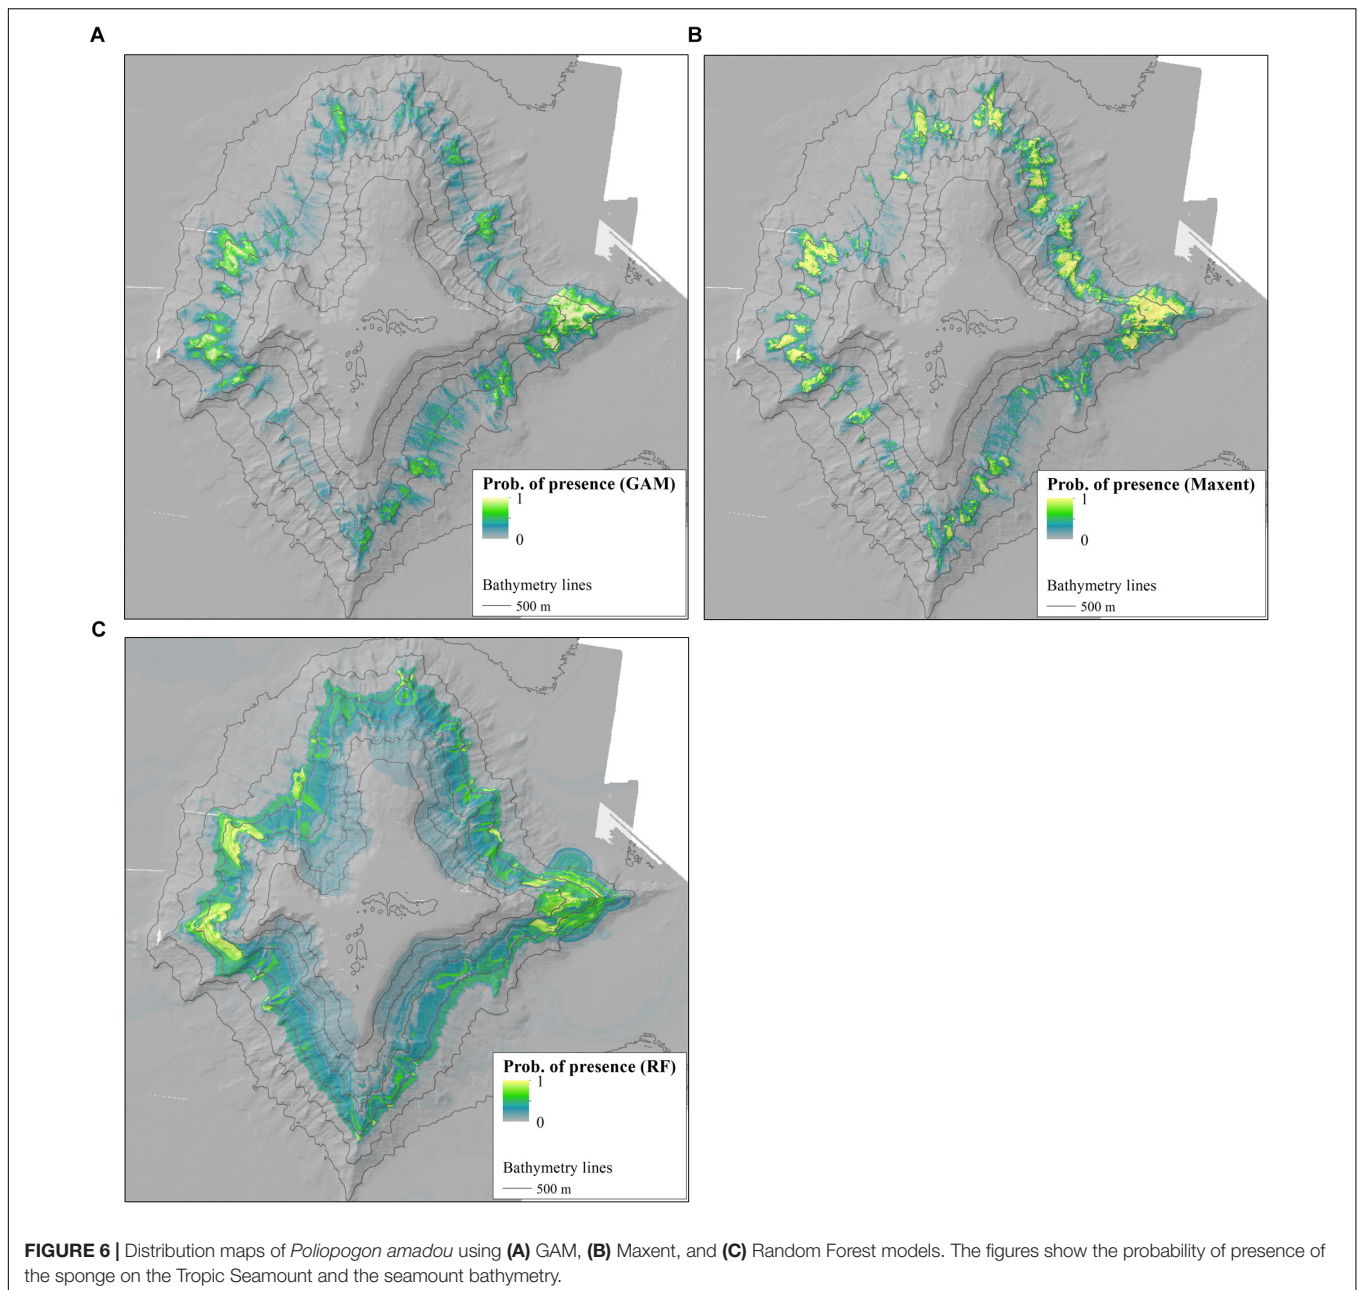 A
B
Prob. of presence (GAM)
1
0
Bathymetry lines
500 m
Prob. of presence (Maxent)
1
0
Bathymetry lines
500 m
C
Prob. of presence (RF)
1
0
Bathymetry lines
500 m
FIGURE 6 | Distribution maps of Poliopogon amadou using (A) GAM, (B) Maxent, and (C) Random Forest models. The figures show the probability of presence of
the sponge on the Tropic Seamount and the seamount bathymetry.